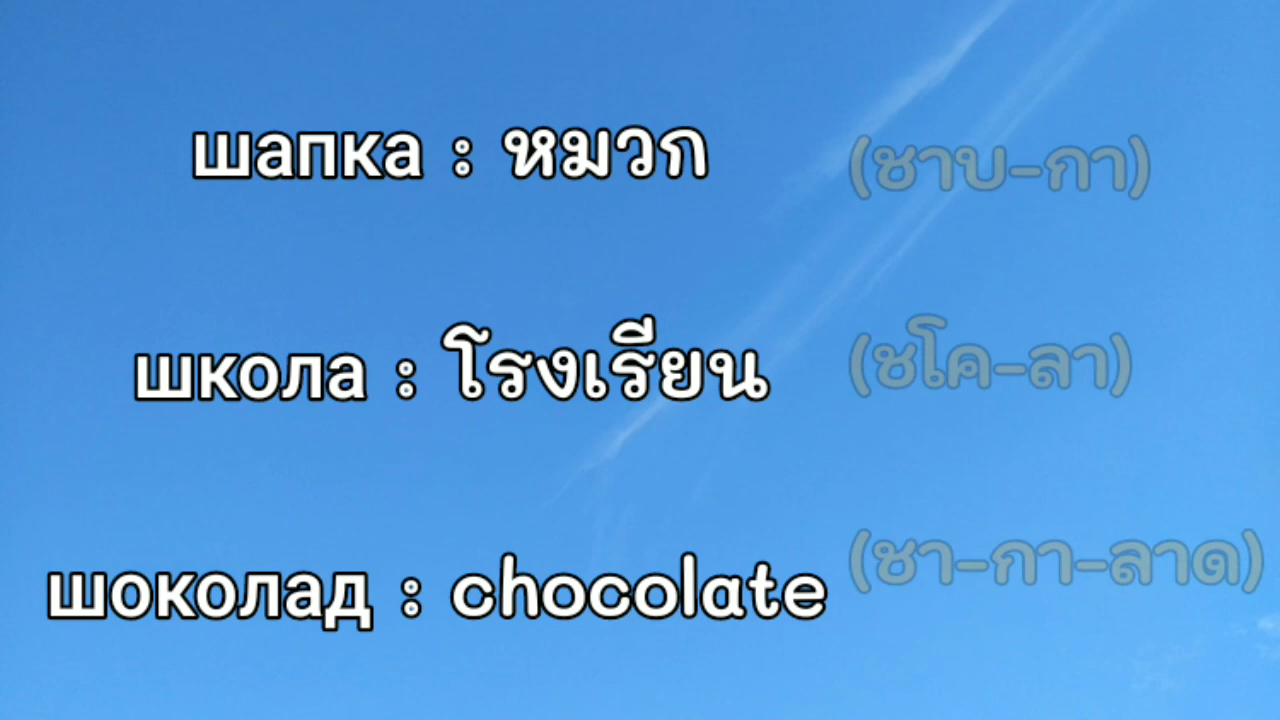 шапка : หมวก (ชาบ-กา)
школа : โรงเรียน (ชโค-ลา)
шоколад : chocolate (ชา-กา-ลาด)